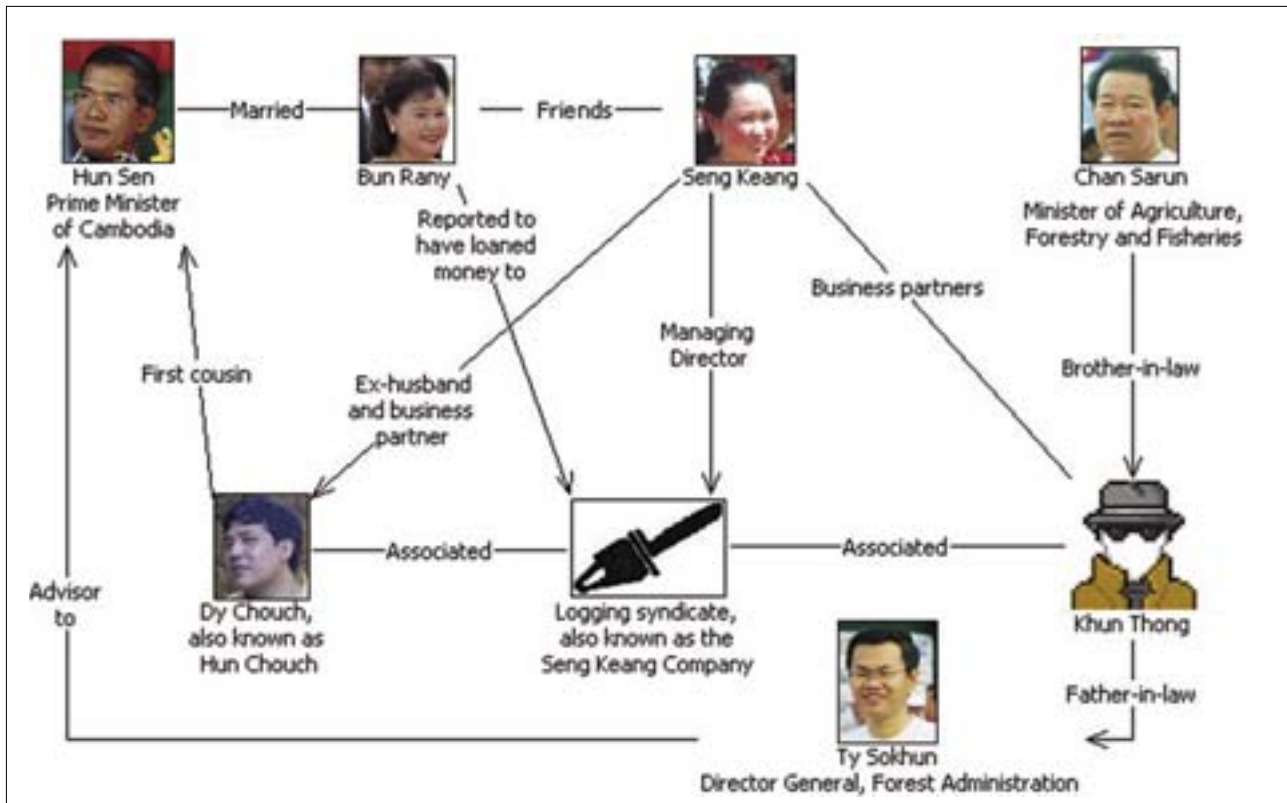 Married
Friends
Hun Sen
Prime Minister
of Cambodia
Bun Rany
Seng Keang
Chan Sarun
Minister of Agriculture,
Forestry and Fisheries
Reported to
have loaned
money to
Business partners
Managing
Director
First cousin
Ex-husband
and business
partner
Brother-in-law
Associated
Associated
Advisor
to
Dy Chouch,
also known as
Hun Chouch
Logging syndicate,
also known as the
Seng Keang Company
Khun Thong
Father-in-law
Ty Sokhun
Director General, Forest Administration